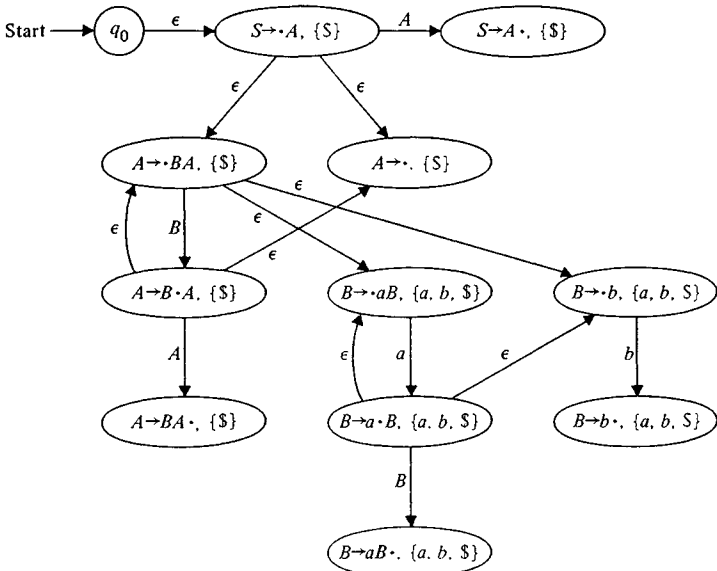 Start q₀ ϵ S→·A, {S} A S→A·, {$}
ϵ ϵ
A→·BA, {$} A→·, {S}
ϵ
ϵ B ϵ
ϵ
A→B·A, {$} B→·aB, {a, b, $} B→·b, {a, b, S}
A ϵ a ϵ b
A→BA·, {$} B→a·B, {a, b, $} B→b·, {a, b, S}
B
B→aB·, {a, b, $}